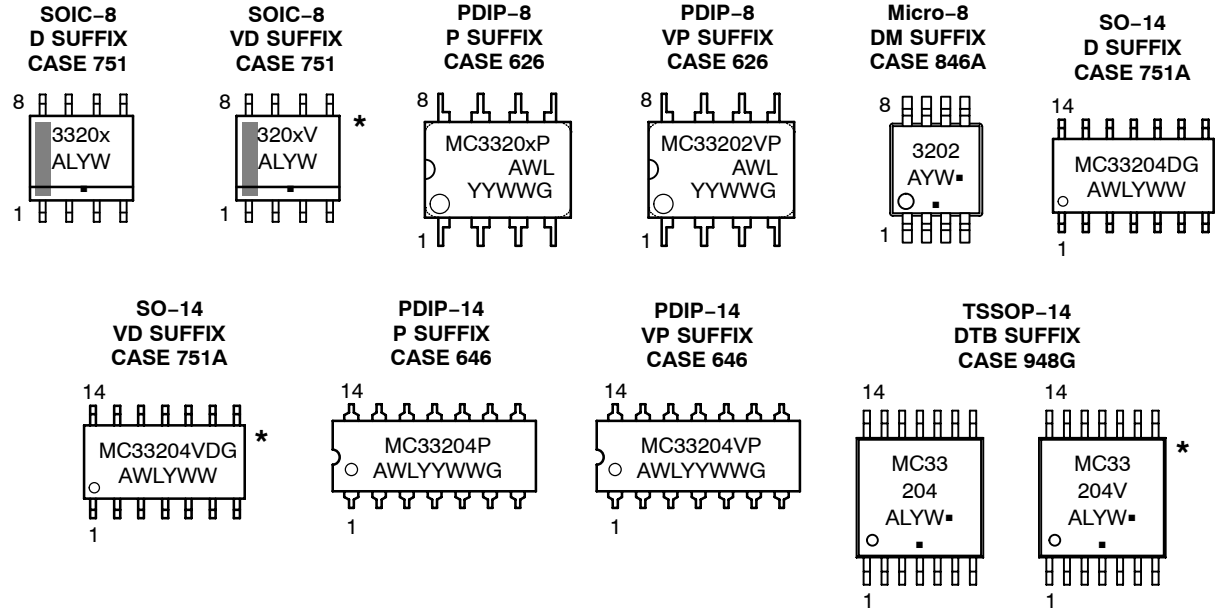 SOIC−8
D SUFFIX
CASE 751
8
3320x
ALYW
1
SOIC−8
VD SUFFIX
CASE 751
8
*
320xV
ALYW
1
PDIP−8
P SUFFIX
CASE 626
8
MC3320xP
AWL
YYWWG
1
PDIP−8
VP SUFFIX
CASE 626
8
MC33202VP
AWL
YYWWG
1
Micro−8
DM SUFFIX
CASE 846A
8
3202
AYW▪
▪
1
SO−14
D SUFFIX
CASE 751A
14
MC33204DG
AWLYWW
1
SO−14
VD SUFFIX
CASE 751A
14
*
MC33204VDG
AWLYWW
1
PDIP−14
P SUFFIX
CASE 646
14
MC33204P
AWLYYWWG
1
PDIP−14
VP SUFFIX
CASE 646
14
MC33204VP
AWLYYWWG
1
TSSOP−14
DTB SUFFIX
CASE 948G
14
MC33
204
ALYW▪
▪
1
14
*
MC33
204V
ALYW▪
▪
1